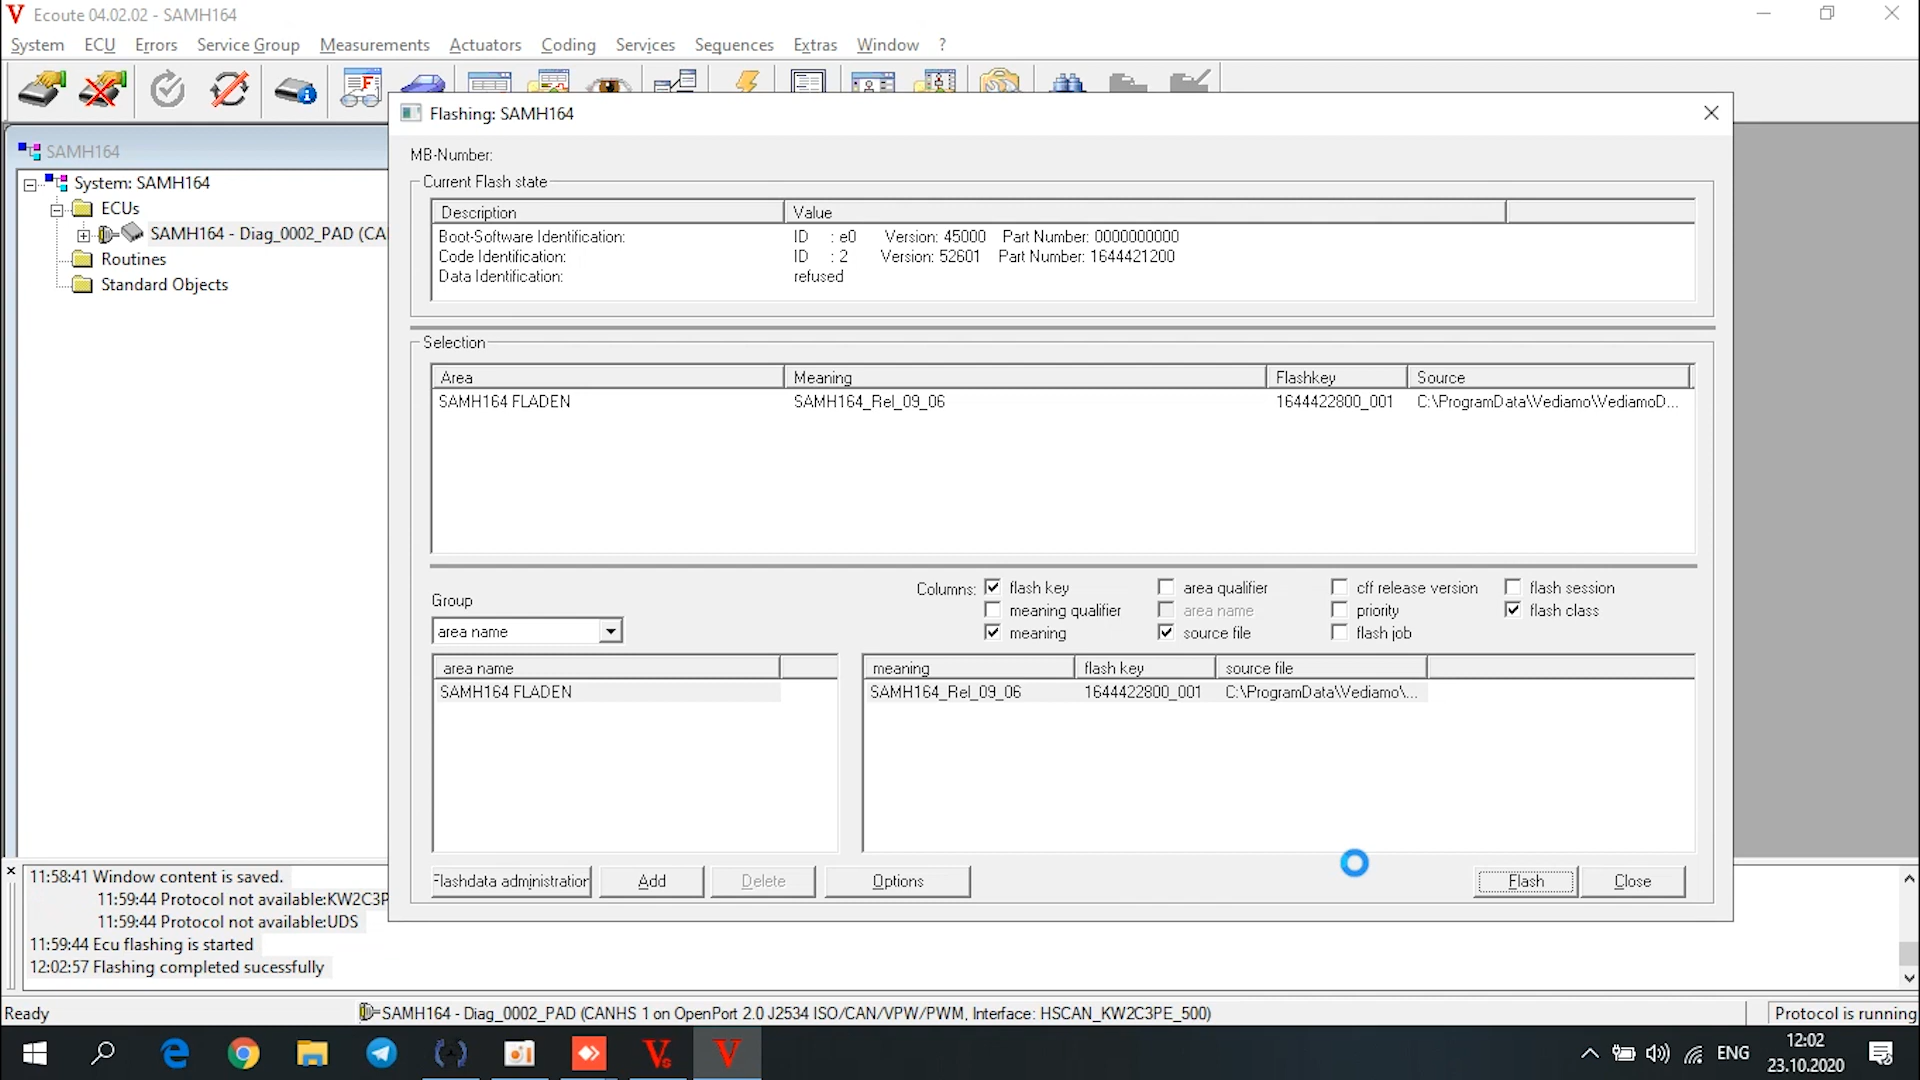 Ecoute 04.02.02 - SAMH164
System ECU Errors Service Group Measurements Actuators Coding Services Sequences Extras Window ?
SAMH164
System: SAMH164
ECUs
SAMH164 - Diag_0002_PAD (CA
Routines
Standard Objects
Flashing: SAMH164
MB-Number:
Current Flash state
Description Value
Boot-Software Identification: ID : e0 Version: 45000 Part Number: 0000000000
Code Identification: ID : 2 Version: 52601 Part Number: 1644421200
Data Identification: refused
Selection
Area Meaning Flashkey Source
SAMH164 FLADEN SAMH164_Rel_09_06 1644422800_001 C:\ProgramData\Vediamo\VediamoD...
Columns: flash key area qualifier cff release version flash session
Group meaning qualifier area name priority flash class
area name meaning source file flash job
area name
SAMH164 FLADEN
meaning flash key source file
SAMH164_Rel_09_06 1644422800_001 C:\ProgramData\Vediamo\...
Flashdata administration Add Delete Options Flash Close
11:58:41 Window content is saved.
11:59:44 Protocol not available:KW2C3P
11:59:44 Protocol not available:UDS
11:59:44 Ecu flashing is started
12:02:57 Flashing completed sucessfully
Ready SAMH164 - Diag_0002_PAD (CANHS 1 on OpenPort 2.0 J2534 ISO/CAN/VPW/PWM, Interface: HSCAN_KW2C3PE_500) Protocol is running
ENG
12:02
23.10.2020